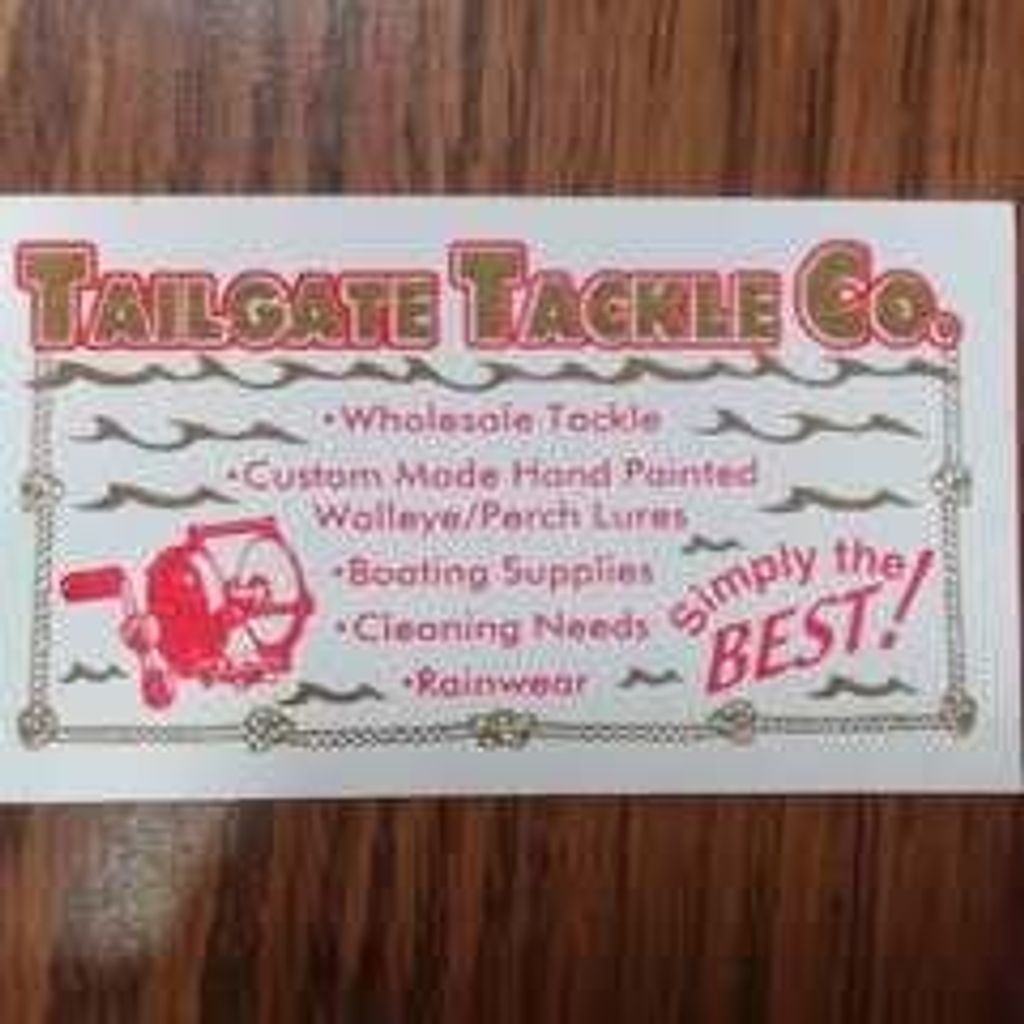 TAILGATE TACKLE CO.
•Wholesale Tackle
•Custom Made Hand Painted
Walleye/Perch Lures
•Boating Supplies
•Cleaning Needs
•Rainwear
Simply the
BEST!